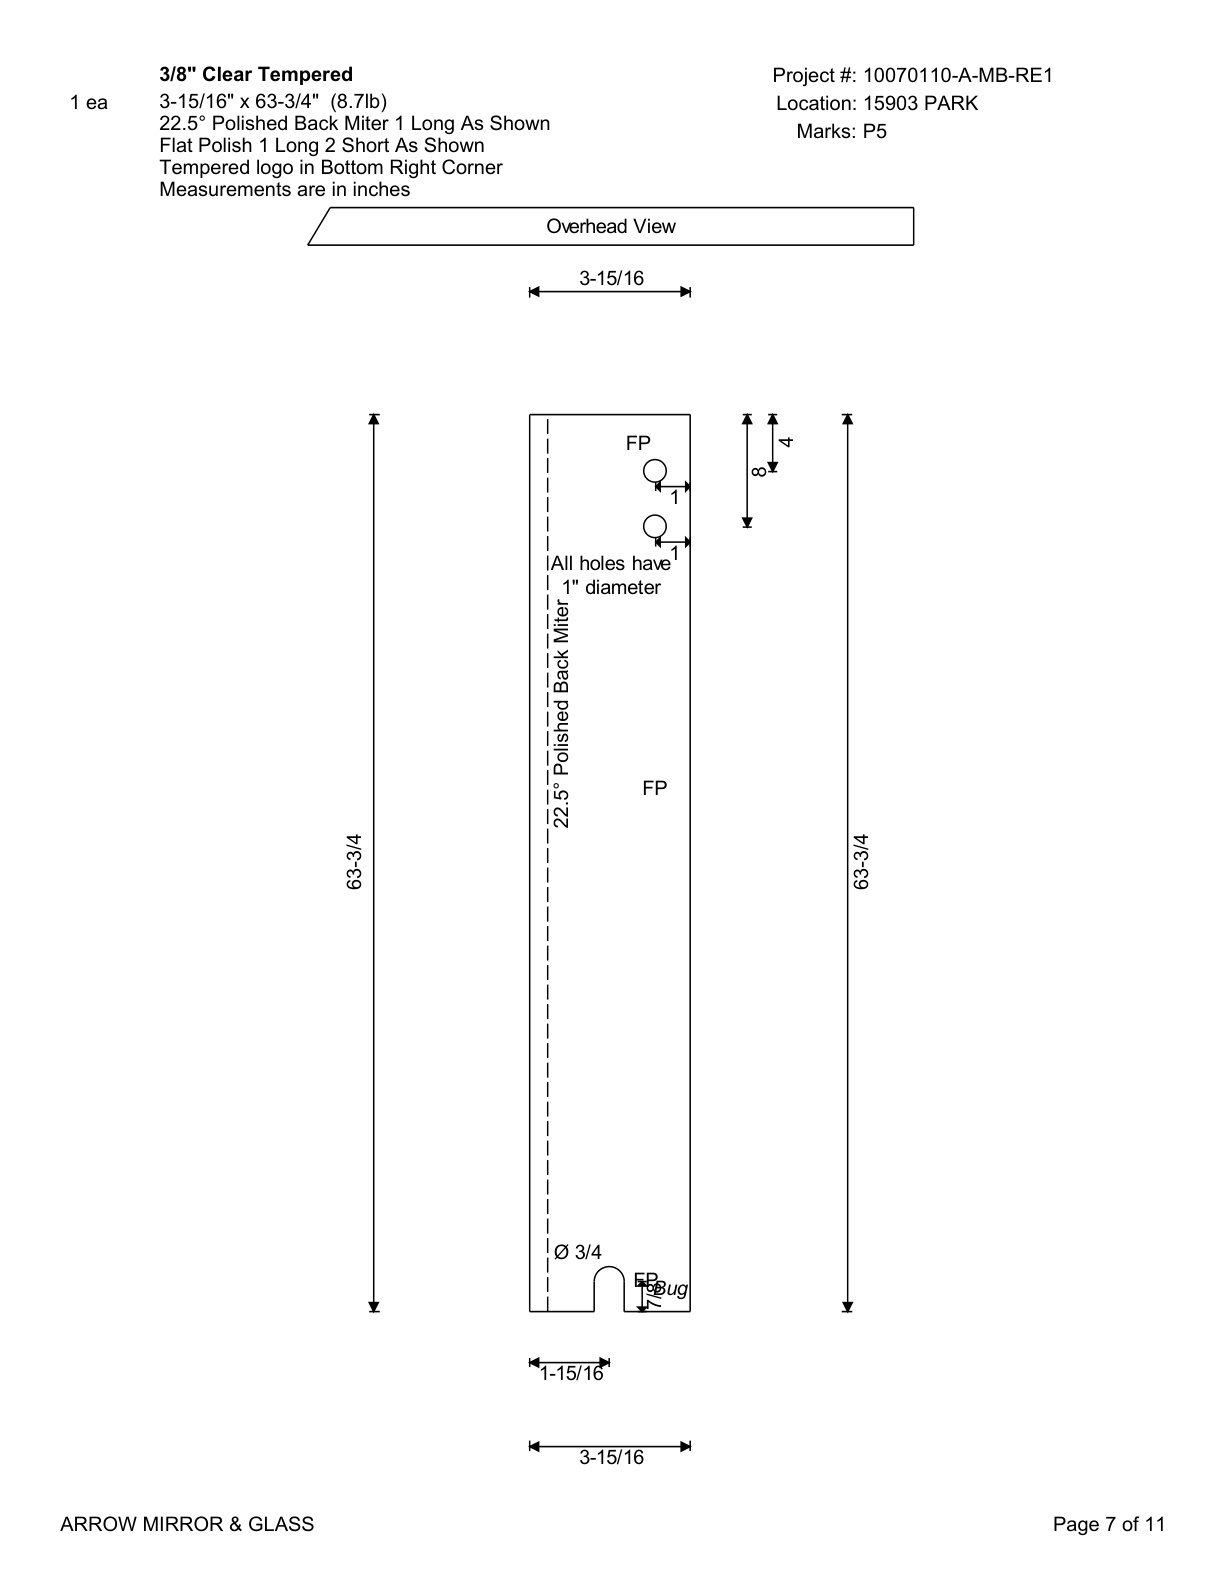 3/8" Clear Tempered
Project #: 10070110-A-MB-RE1
1 ea
3-15/16" x 63-3/4" (8.7lb)
Location: 15903 PARK
22.5° Polished Back Miter 1 Long As Shown
Marks: P5
Flat Polish 1 Long 2 Short As Shown
Tempered logo in Bottom Right Corner
Measurements are in inches
Overhead View
3-15/16
FP
4
8
1
1
All holes have
1" diameter
22.5° Polished Back Miter
FP
63-3/4
63-3/4
Ø 3/4
FP
Bug
7/8
1-15/16
3-15/16
ARROW MIRROR & GLASS
Page 7 of 11